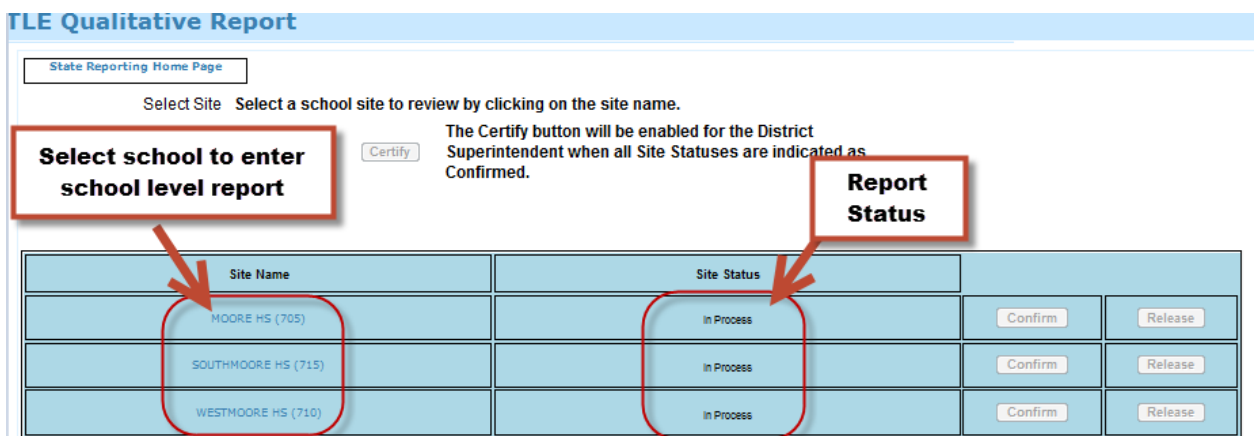 TLE Qualitative Report
State Reporting Home Page
Select Site Select a school site to review by clicking on the site name.
Select school to enter
school level report
Certify
The Certify button will be enabled for the District
Superintendent when all Site Statuses are indicated as
Confirmed.
Report
Status
Site Name Site Status
MOORE HS (705) In Process Confirm Release
SOUTHMOORE HS (715) In Process Confirm Release
WESTMOORE HS (710) In Process Confirm Release